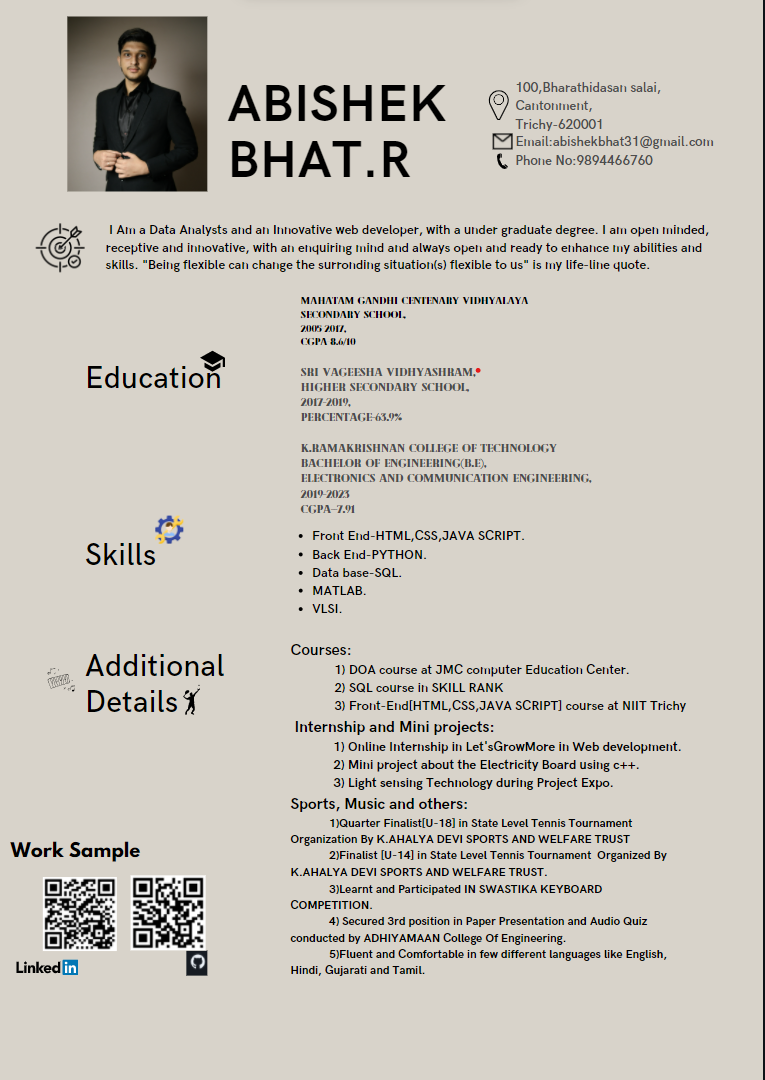 ABISHEK
BHAT.R
100,Bharathidasan salai,
Cantonment,
Trichy-620001
Email:abishekbhat31@gmail.com
Phone No:9894466760
I Am a Data Analysts and an Innovative web developer, with a under graduate degree. I am open minded,
receptive and innovative, with an enquiring mind and always open and ready to enhance my abilities and
skills. "Being flexible can change the surronding situation(s) flexible to us" is my life-line quote.
Education
MAHATAM GANDHI CENTENARY VIDHYALAYA
SECONDARY SCHOOL,
2005-2017,
CGPA-8.6/10
SRI VAGEESHA VIDHYASHRAM,
HIGHER SECONDARY SCHOOL,
2017-2019,
PERCENTAGE-63.9%
K.RAMAKRISHNAN COLLEGE OF TECHNOLOGY
BACHELOR OF ENGINEERING(B.E),
ELECTRONICS AND COMMUNICATION ENGINEERING,
2019-2023
CGPA-7.91
Skills
• Front End-HTML,CSS,JAVA SCRIPT.
• Back End-PYTHON.
• Data base-SQL.
• MATLAB.
• VLSI.
Additional
Details
Courses:
1) DOA course at JMC computer Education Center.
2) SQL course in SKILL RANK
3) Front-End[HTML,CSS,JAVA SCRIPT] course at NIIT Trichy
Internship and Mini projects:
1) Online Internship in Let'sGrowMore in Web development.
2) Mini project about the Electricity Board using c++.
3) Light sensing Technology during Project Expo.
Sports, Music and others:
1)Quarter Finalist[U-18] in State Level Tennis Tournament
Organization By K.AHALYA DEVI SPORTS AND WELFARE TRUST
2)Finalist [U-14] in State Level Tennis Tournament Organized By
K.AHALYA DEVI SPORTS AND WELFARE TRUST.
3)Learnt and Participated IN SWASTIKA KEYBOARD
COMPETITION.
4) Secured 3rd position in Paper Presentation and Audio Quiz
conducted by ADHIYAMAAN College Of Engineering.
5)Fluent and Comfortable in few different languages like English,
Hindi, Gujarati and Tamil.
Work Sample
Linked in